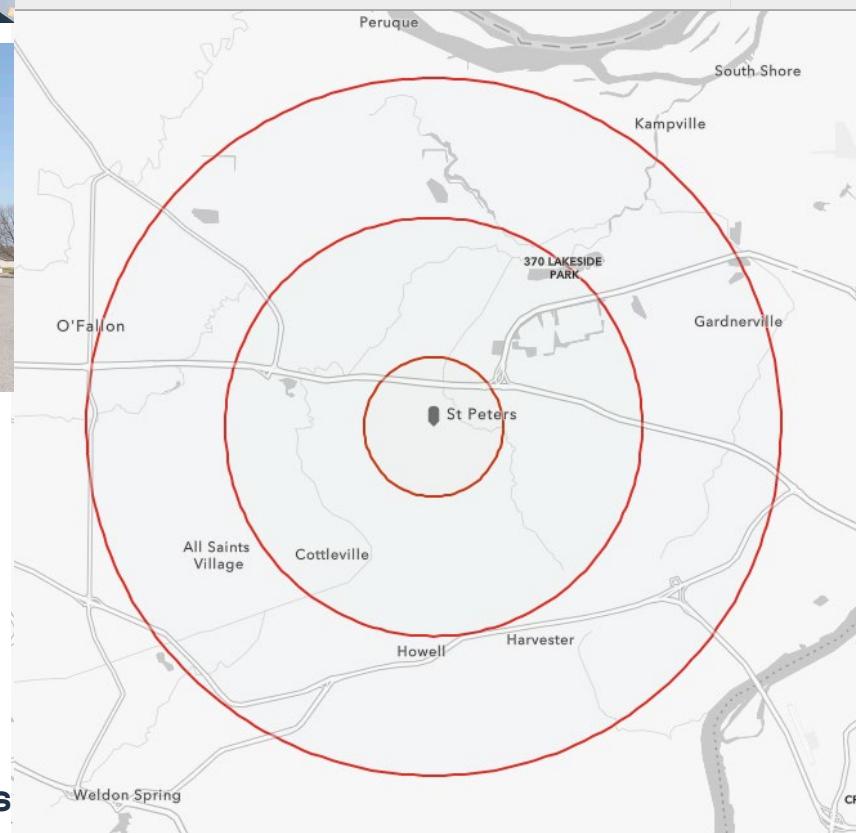 Peruque
South Shore
Kampville
370 LAKESIDE
PARK
O'Fallon
Gardnerville
St Peters
All Saints
Village
Cottleville
Harvester
Howell
Weldon Spring